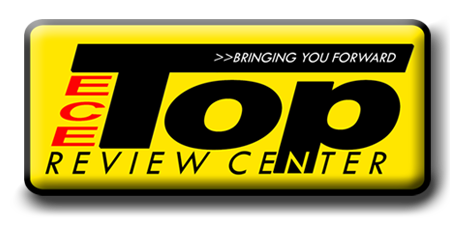 >>BRINGING YOU FORWARD
ECE
Top
REVIEW CENTER